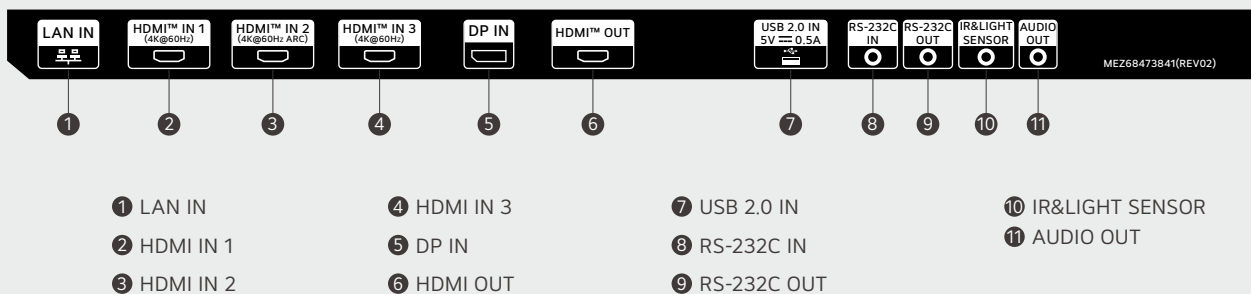 LAN IN
HDMI™ IN 1
(4K@60Hz)
HDMI™ IN 2
(4K@60Hz ARC)
HDMI™ IN 3
(4K@60Hz)
DP IN
HDMI™ OUT
USB 2.0 IN
5V ⎓ 0.5A
RS-232C
IN
RS-232C
OUT
IR&LIGHT
SENSOR
AUDIO
OUT
MEZ68473841(REV02)
1 2 3 4 5 6 7 8 9 10 11
1 LAN IN
2 HDMI IN 1
3 HDMI IN 2
4 HDMI IN 3
5 DP IN
6 HDMI OUT
7 USB 2.0 IN
8 RS-232C IN
9 RS-232C OUT
10 IR&LIGHT SENSOR
11 AUDIO OUT